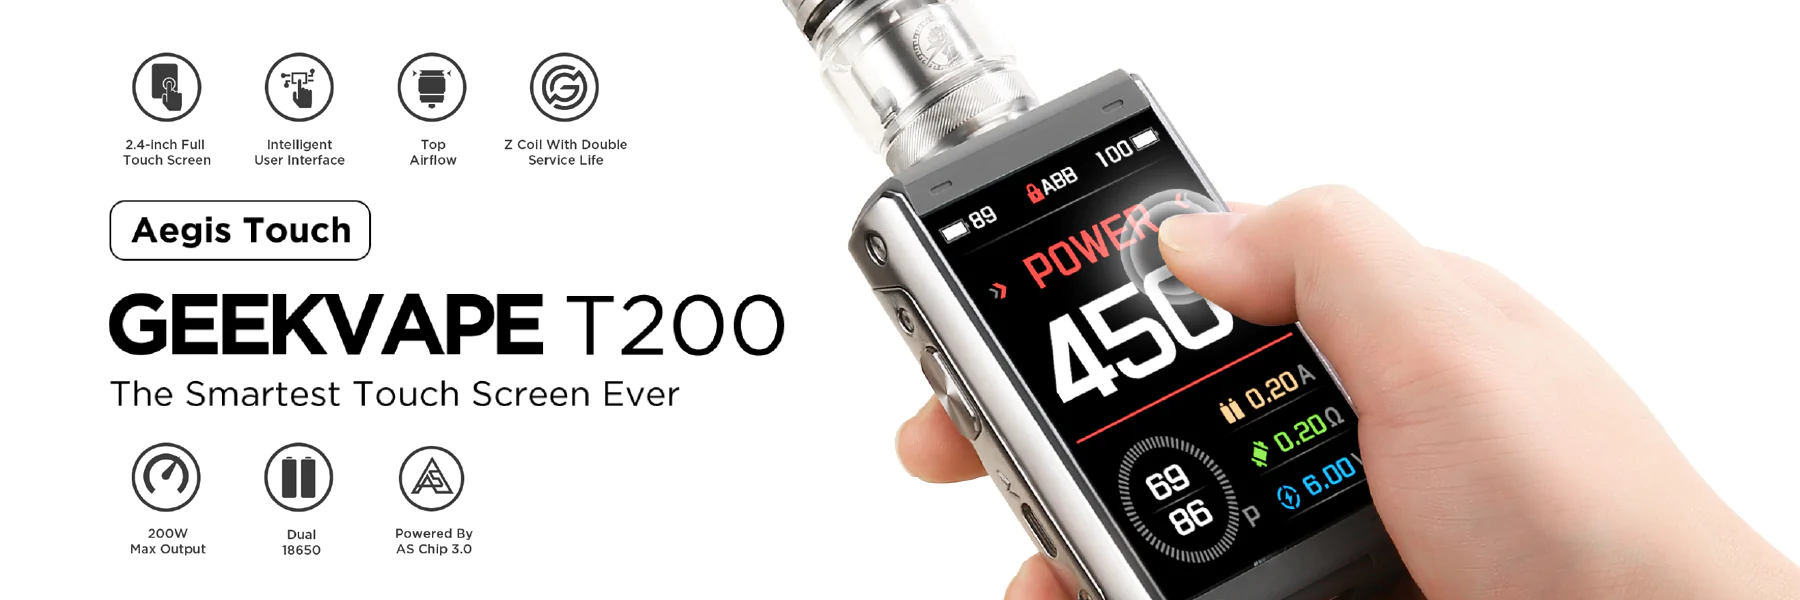 2.4-inch Full
Touch Screen
Intelligent
User Interface
Top
Airflow
Z Coil With Double
Service Life
Aegis Touch
GEEKVAPE T200
The Smartest Touch Screen Ever
200W
Max Output
Dual
18650
Powered By
AS Chip 3.0
89
ABB
100
POWER
450
0.20A
0.20Ω
6.00V
69
86
P